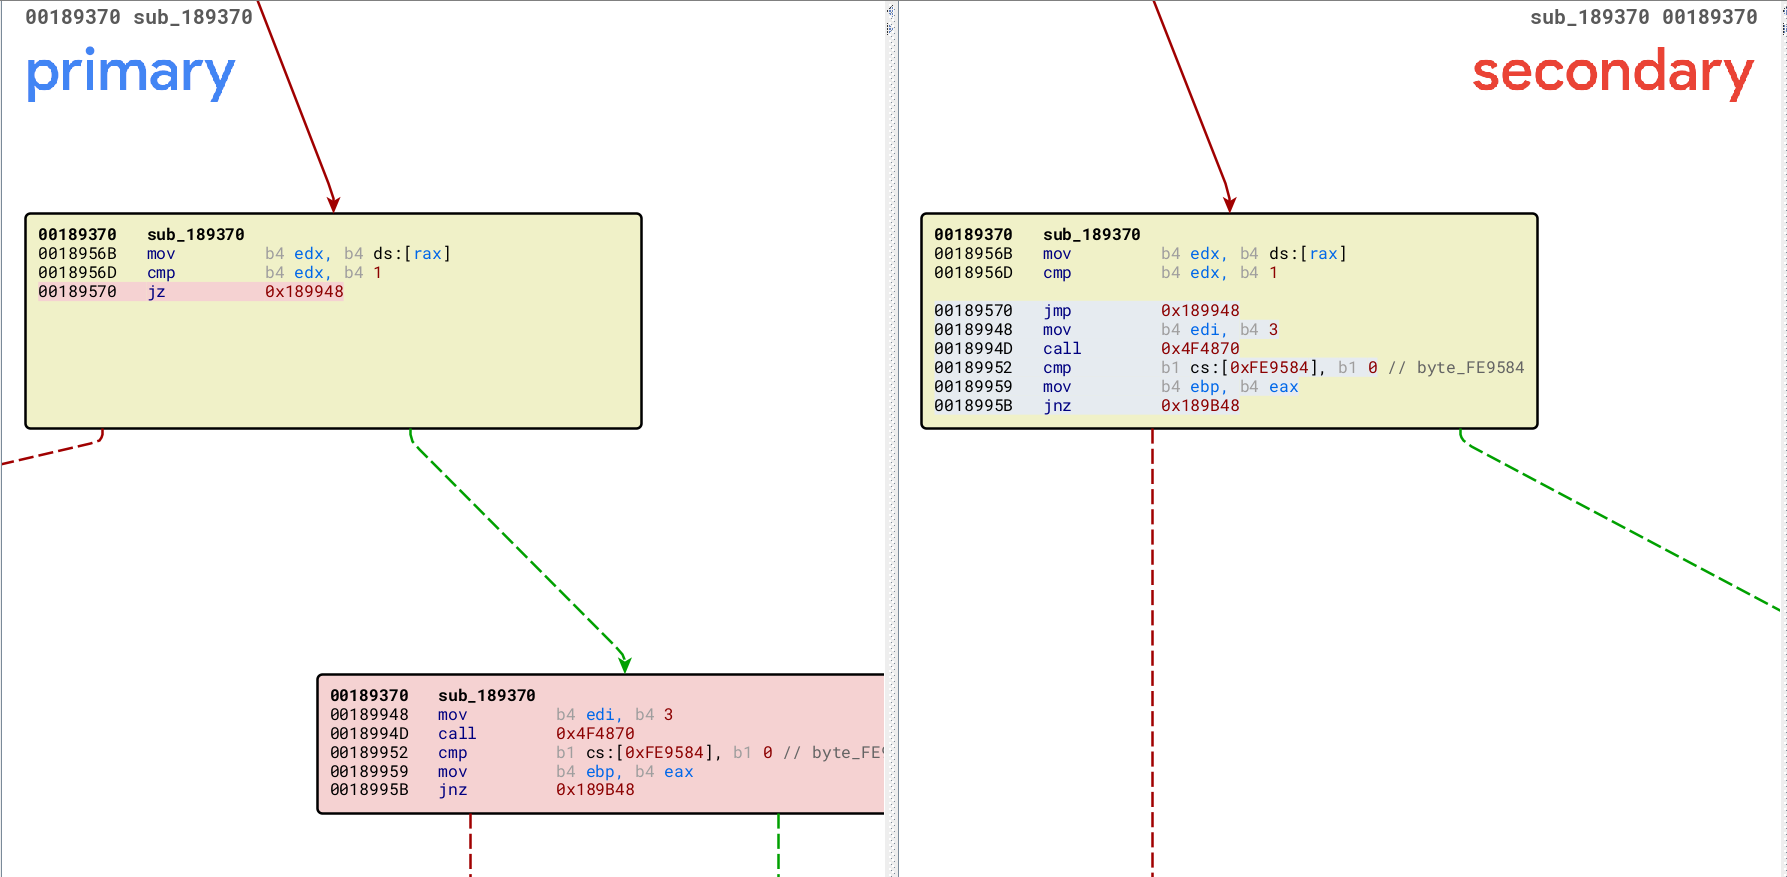 00189370 sub_189370
primary
00189370 sub_189370
0018956B mov b4 edx, b4 ds:[rax]
0018956D cmp b4 edx, b4 1
00189570 jz 0x189948
00189370 sub_189370
00189948 mov b4 edi, b4 3
0018994D call 0x4F4870
00189952 cmp b1 cs:[0xFE9584], b1 0 // byte_FE9
00189959 mov b4 ebp, b4 eax
0018995B jnz 0x189B48
sub_189370 00189370
secondary
00189370 sub_189370
0018956B mov b4 edx, b4 ds:[rax]
0018956D cmp b4 edx, b4 1
00189570 jmp 0x189948
00189948 mov b4 edi, b4 3
0018994D call 0x4F4870
00189952 cmp b1 cs:[0xFE9584], b1 0 // byte_FE9584
00189959 mov b4 ebp, b4 eax
0018995B jnz 0x189B48